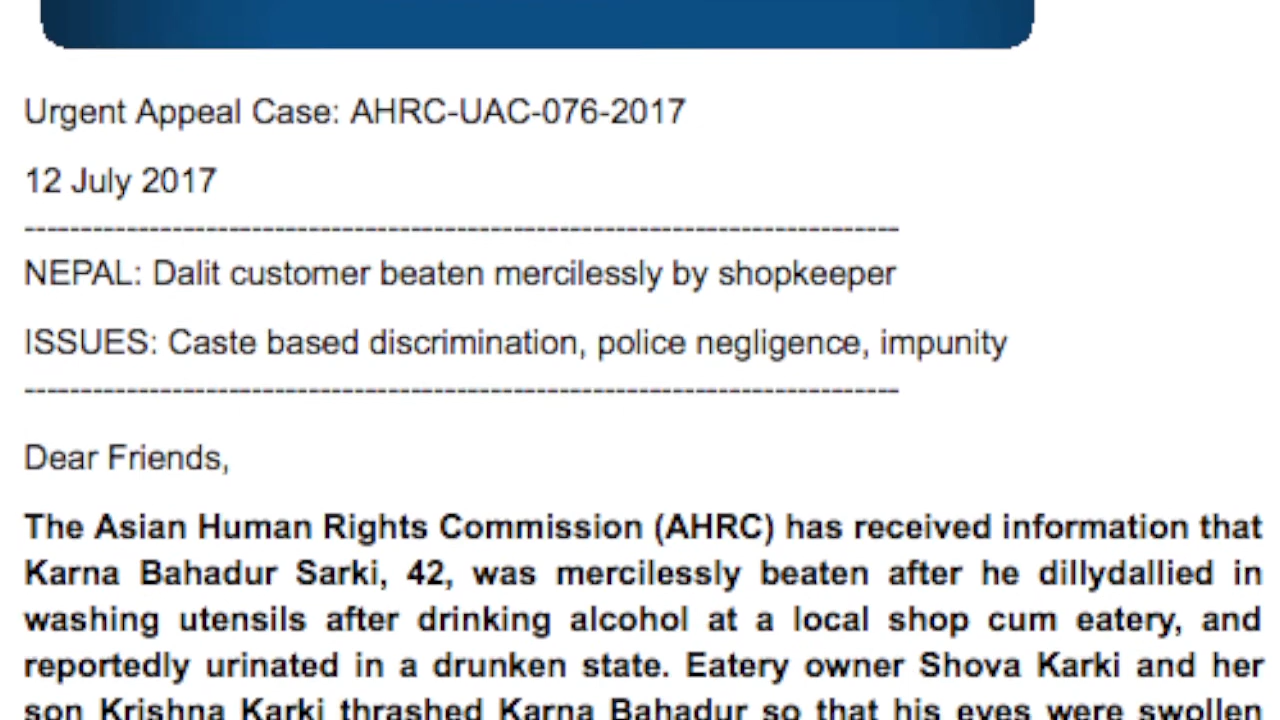 Urgent Appeal Case: AHRC-UAC-076-2017
12 July 2017
--------------------------------------------------------------------------------
NEPAL: Dalit customer beaten mercilessly by shopkeeper
ISSUES: Caste based discrimination, police negligence, impunity
--------------------------------------------------------------------------------
Dear Friends,
The Asian Human Rights Commission (AHRC) has received information that
Karna Bahadur Sarki, 42, was mercilessly beaten after he dillydallied in
washing utensils after drinking alcohol at a local shop cum eatery, and
reportedly urinated in a drunken state. Eatery owner Shova Karki and her
son Krishna Karki thrashed Karna Bahadur so that his eyes were swollen